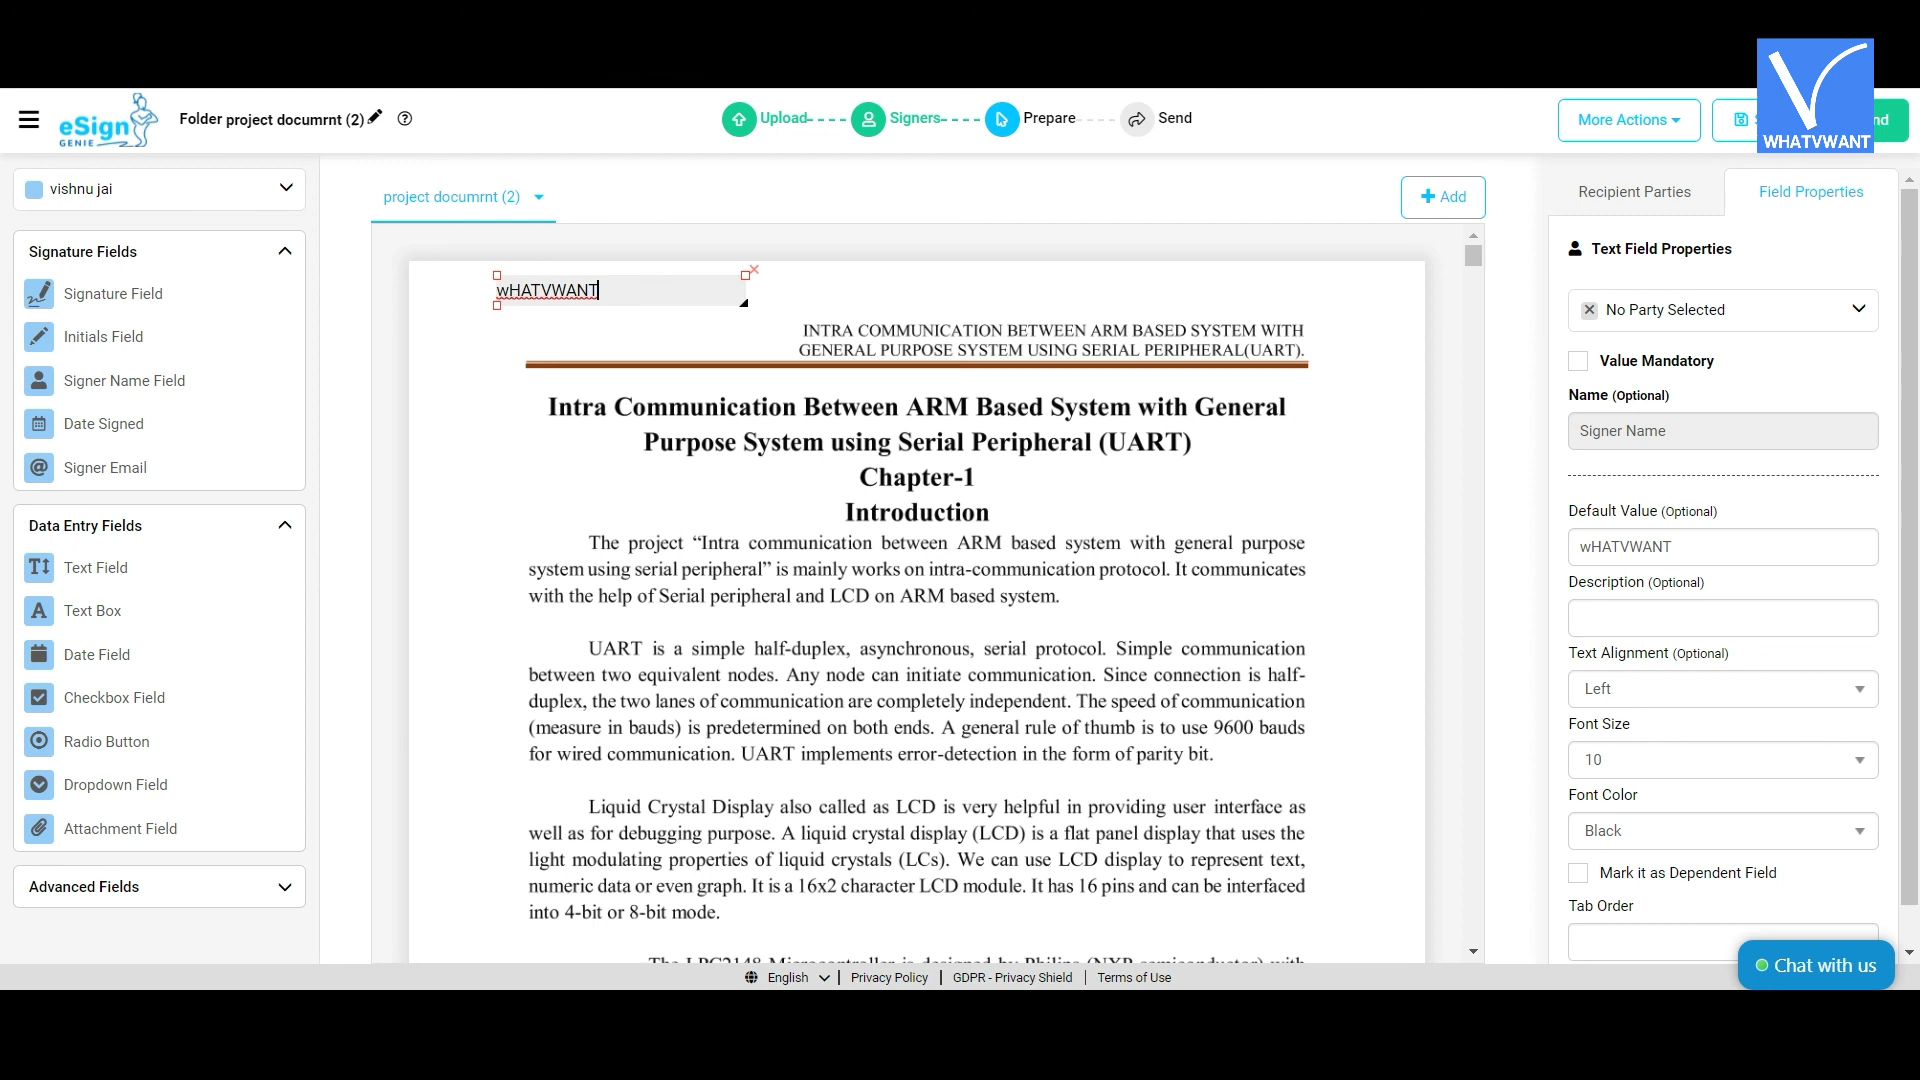 WHATVWANT
eSign
GENIE
Folder project documrnt (2)
Upload
Signers
Prepare
Send
More Actions
nd
vishnu jai
Signature Fields
Signature Field
Initials Field
Signer Name Field
Date Signed
Signer Email
Data Entry Fields
Text Field
Text Box
Date Field
Checkbox Field
Radio Button
Dropdown Field
Attachment Field
Advanced Fields
project documrnt (2)
Add
wHATVWANT
INTRA COMMUNICATION BETWEEN ARM BASED SYSTEM WITH
GENERAL PURPOSE SYSTEM USING SERIAL PERIPHERAL(UART).
Intra Communication Between ARM Based System with General
Purpose System using Serial Peripheral (UART)
Chapter-1
Introduction
The project “Intra communication between ARM based system with general purpose
system using serial peripheral” is mainly works on intra-communication protocol. It communicates
with the help of Serial peripheral and LCD on ARM based system.
UART is a simple half-duplex, asynchronous, serial protocol. Simple communication
between two equivalent nodes. Any node can initiate communication. Since connection is half-
duplex, the two lanes of communication are completely independent. The speed of communication
(measure in bauds) is predetermined on both ends. A general rule of thumb is to use 9600 bauds
for wired communication. UART implements error-detection in the form of parity bit.
Liquid Crystal Display also called as LCD is very helpful in providing user interface as
well as for debugging purpose. A liquid crystal display (LCD) is a flat panel display that uses the
light modulating properties of liquid crystals (LCs). We can use LCD display to represent text,
numeric data or even graph. It is a 16x2 character LCD module. It has 16 pins and can be interfaced
into 4-bit or 8-bit mode.
The LPC2148 Microcontroller is designed by Philips (NXP semiconductor) with
Recipient Parties
Field Properties
Text Field Properties
No Party Selected
Value Mandatory
Name (Optional)
Signer Name
Default Value (Optional)
wHATVWANT
Description (Optional)
Text Alignment (Optional)
Left
Font Size
10
Font Color
Black
Mark it as Dependent Field
Tab Order
Chat with us
English
Privacy Policy
GDPR - Privacy Shield
Terms of Use